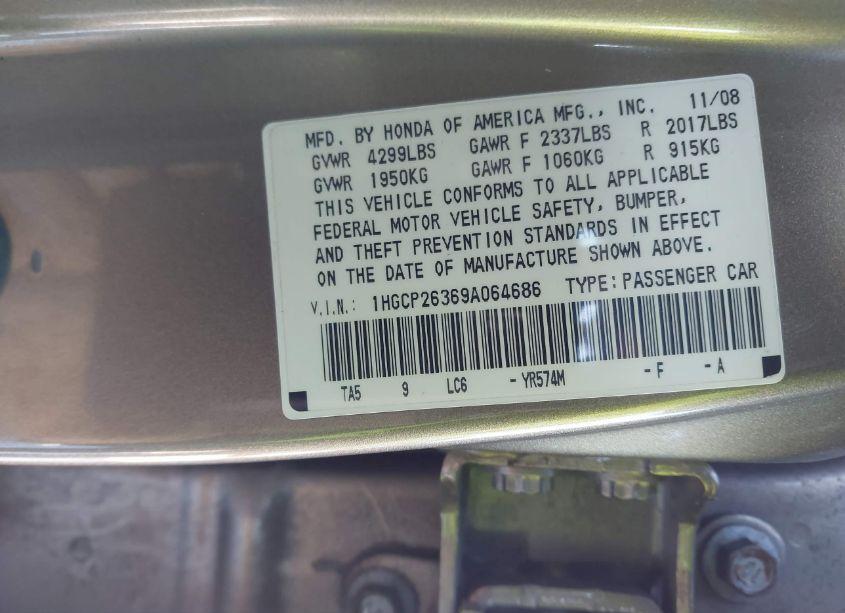 MFD. BY HONDA OF AMERICA MFG., INC. 11/08
GVWR 4299LBS GAWR F 2337LBS R 2017LBS
GVWR 1950KG GAWR F 1060KG R 915KG
THIS VEHICLE CONFORMS TO ALL APPLICABLE
FEDERAL MOTOR VEHICLE SAFETY, BUMPER,
AND THEFT PREVENTION STANDARDS IN EFFECT
ON THE DATE OF MANUFACTURE SHOWN ABOVE.
V.I.N.: 1HGCP26369A064686 TYPE: PASSENGER CAR
TA5 9 LC6 - YR574M - F - A